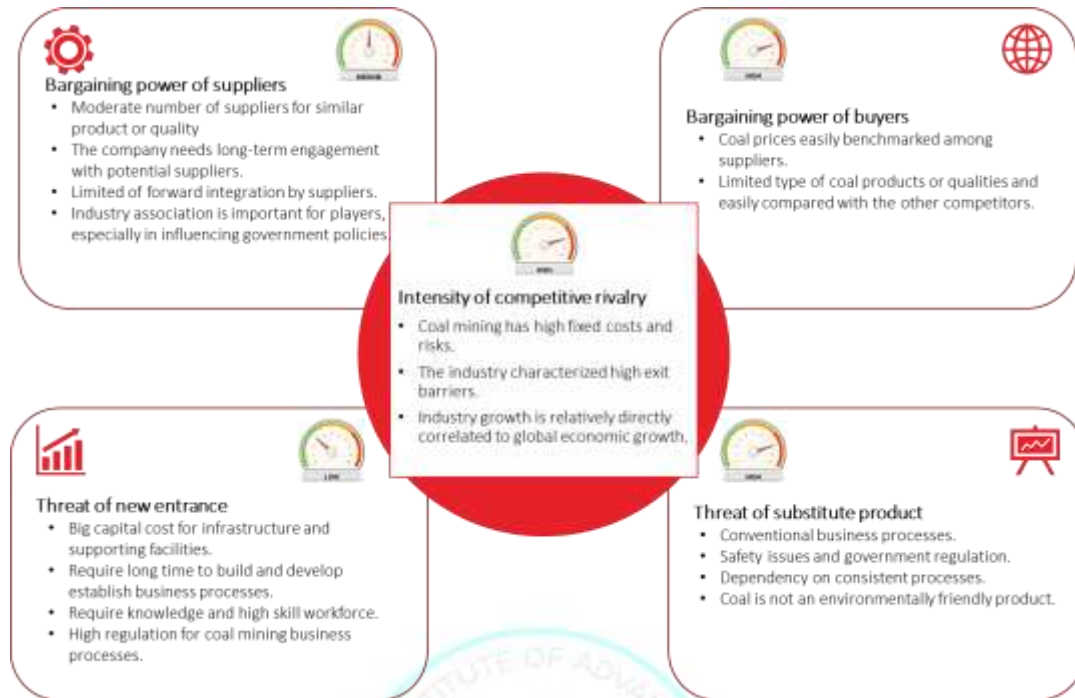 MEDIUM
Bargaining power of suppliers
• Moderate number of suppliers for similar
product or quality
• The company needs long-term engagement
with potential suppliers.
• Limited of forward integration by suppliers.
• Industry association is important for players,
especially in influencing government policies
HIGH
Bargaining power of buyers
• Coal prices easily benchmarked among
suppliers.
• Limited type of coal products or qualities and
easily compared with the other competitors.
HIGH
Intensity of competitive rivalry
• Coal mining has high fixed costs and
risks.
• The industry characterized high exit
barriers.
• Industry growth is relatively directly
correlated to global economic growth.
LOW
Threat of new entrance
• Big capital cost for infrastructure and
supporting facilities.
• Require long time to build and develop
establish business processes.
• Require knowledge and high skill workforce.
• High regulation for coal mining business
processes.
HIGH
Threat of substitute product
• Conventional business processes.
• Safety issues and government regulation.
• Dependency on consistent processes.
• Coal is not an environmentally friendly product.
OF